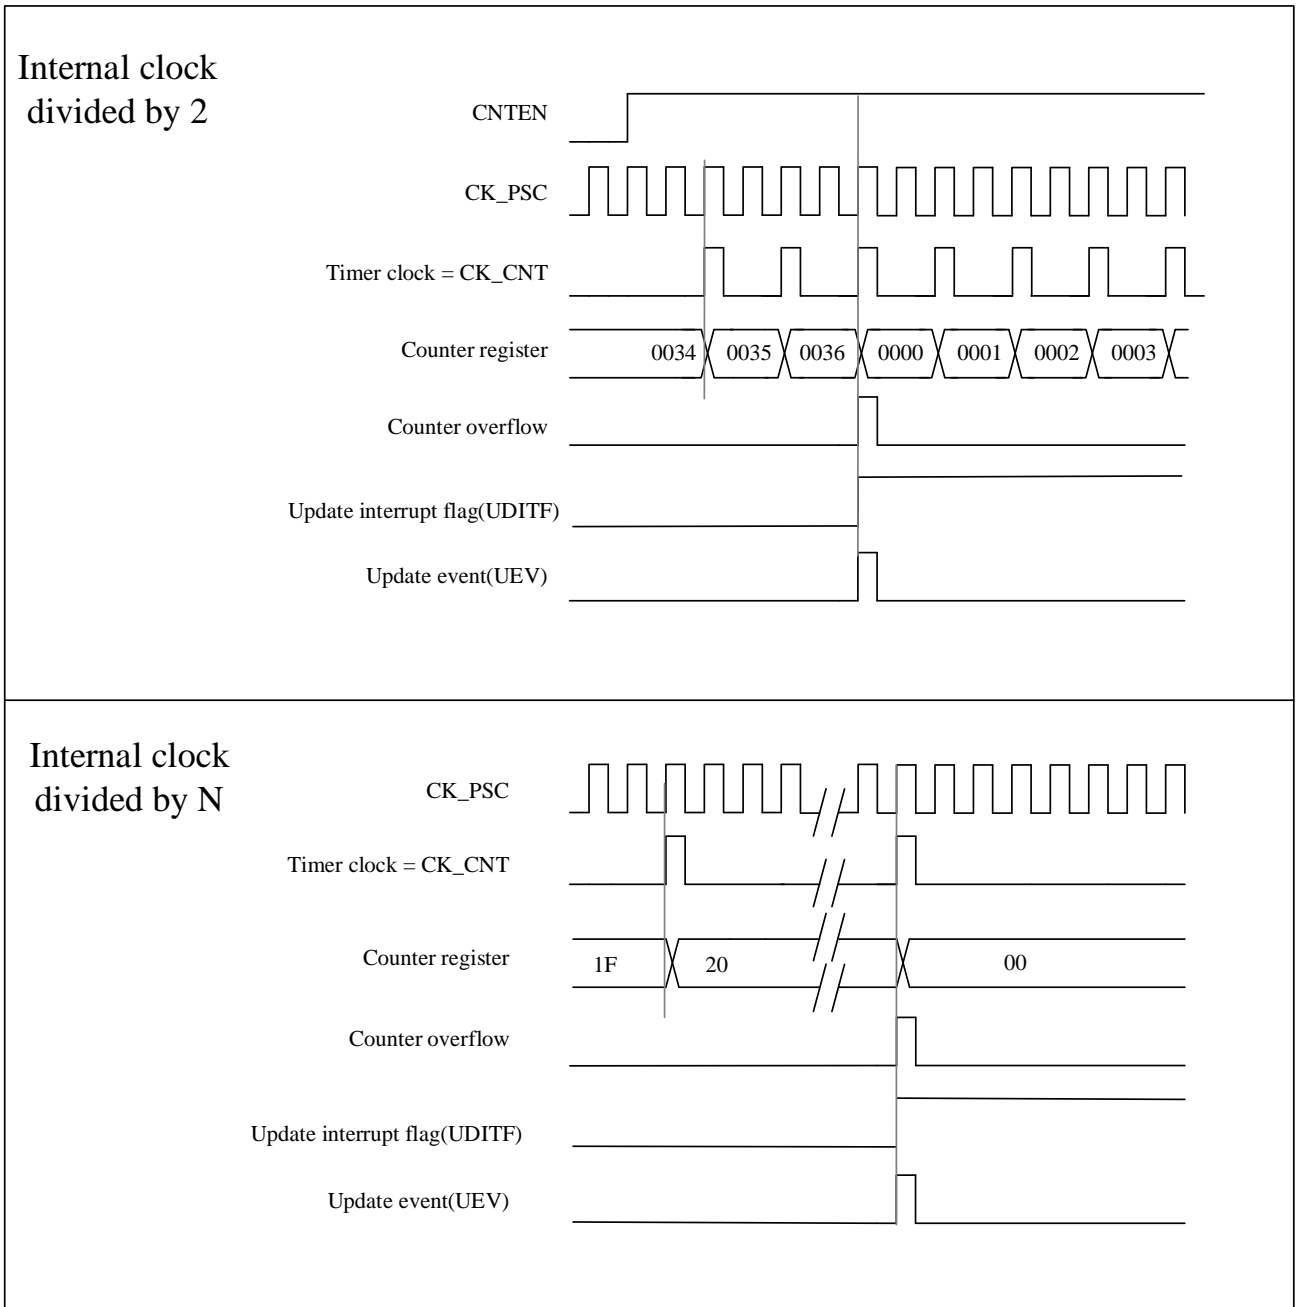 Internal clock
divided by 2
CNTEN
CK_PSC
Timer clock = CK_CNT
Counter register
0034 0035 0036 0000 0001 0002 0003
Counter overflow
Update interrupt flag(UDITF)
Update event(UEV)
Internal clock
divided by N
CK_PSC
Timer clock = CK_CNT
Counter register
1F 20 00
Counter overflow
Update interrupt flag(UDITF)
Update event(UEV)